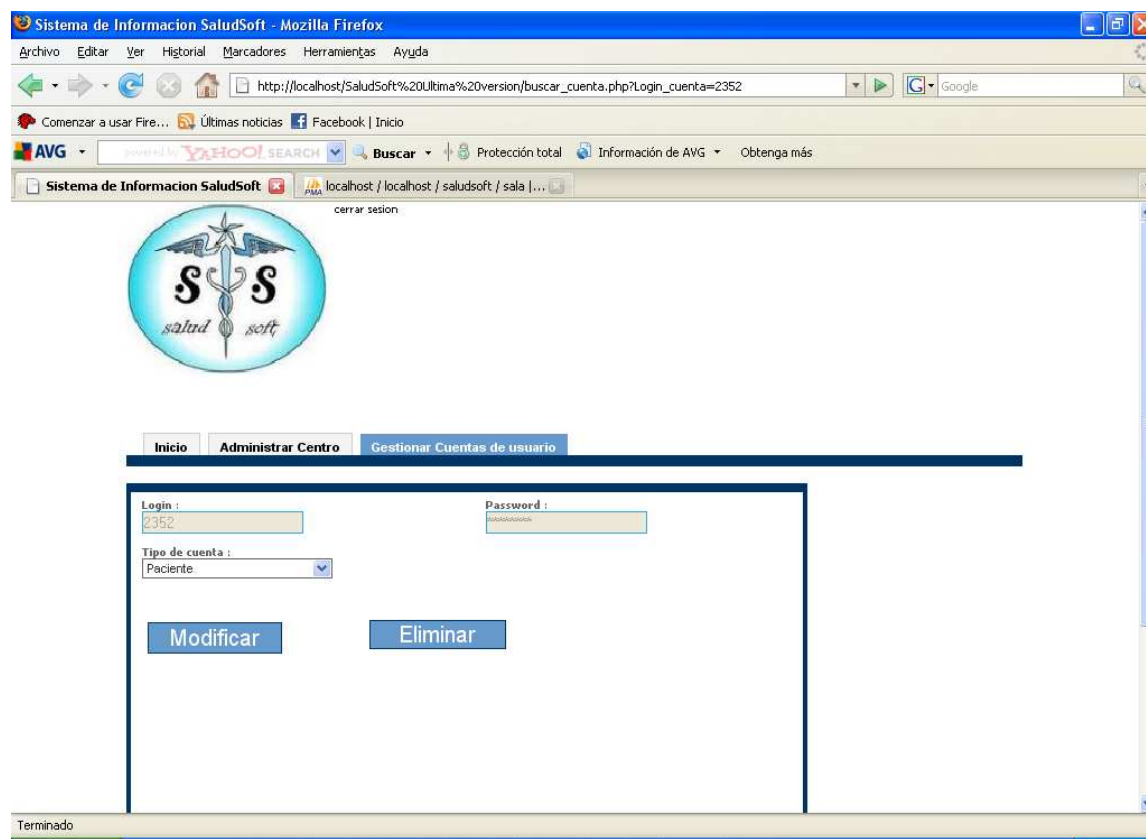 Sistema de Informacion SaludSoft - Mozilla Firefox
Archivo Editar Ver Historial Marcadores Herramientas Ayuda
http://localhost/SaludSoft%20Ultima%20version/buscar_cuenta.php?Login_cuenta=2352 G Google
Comenzar a usar Fire... Últimas noticias Facebook | Inicio
AVG powered by YAHOO! SEARCH Buscar Protección total Información de AVG Obtenga más
Sistema de Informacion SaludSoft PMA localhost / localhost / saludsoft / sala |...
cerrar sesion
S S
salud soft
Inicio Administrar Centro Gestionar Cuentas de usuario
Login : Password :
2352 **********
Tipo de cuenta :
Paciente
Modificar Eliminar
Terminado